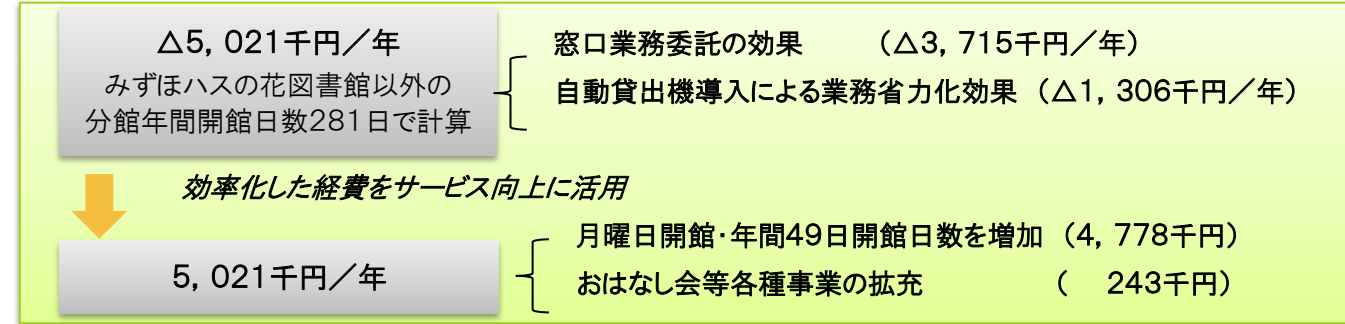 △5,021千円／年
みずほハスの花図書館以外の
分館年間開館日数281日で計算
窓口業務委託の効果　　（△3,715千円／年）
自動貸出機導入による業務省力化効果（△1,306千円／年）
効率化した経費をサービス向上に活用
5,021千円／年
月曜日開館・年間49日開館日数を増加（4,778千円）
おはなし会等各種事業の拡充　　　　（　243千円）